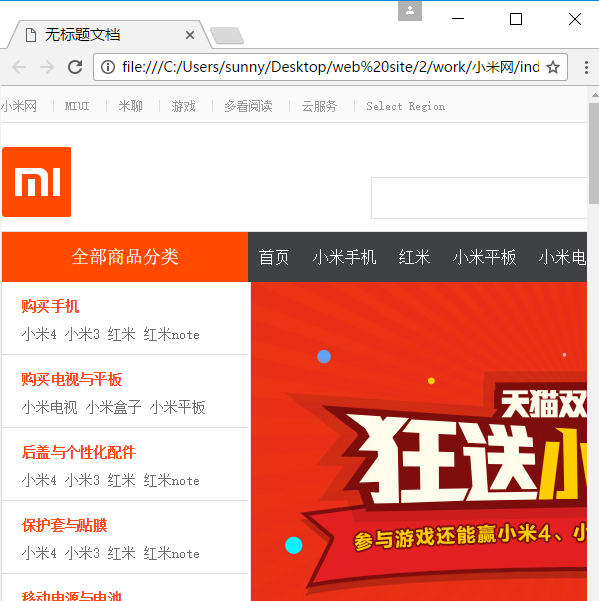 无标题文档
file:///C:/Users/sunny/Desktop/web%20site/2/work/小米网/ind
小米网 MIUI 米聊 游戏 多看阅读 云服务 Select Region
mi
全部商品分类 首页 小米手机 红米 小米平板 小米电
购买手机
小米4 小米3 红米 红米note
购买电视与平板
小米电视 小米盒子 小米平板
后盖与个性化配件
小米4 小米3 红米 红米note
保护套与贴膜
小米4 小米3 红米 红米note
移动电源与电池
天猫双
狂送小
参与游戏还能赢小米4、小